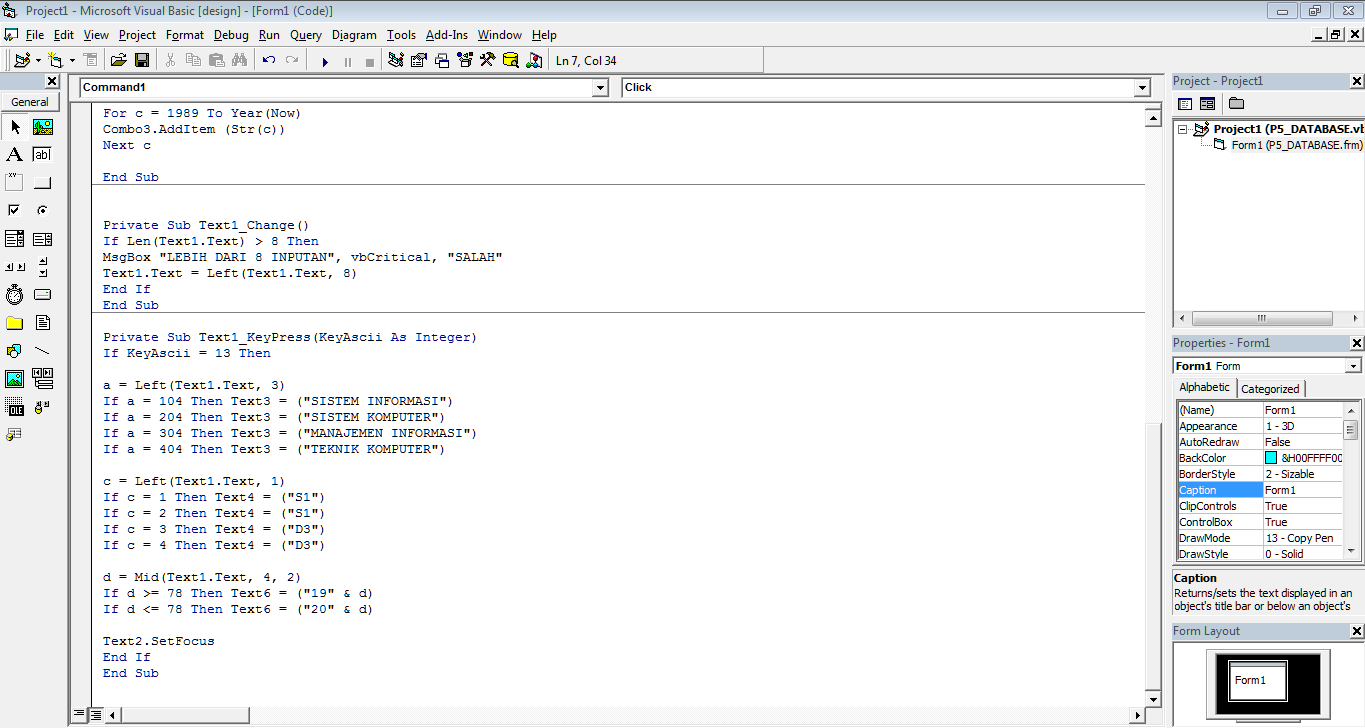 Project1 - Microsoft Visual Basic [design] - [Form1 (Code)]
File Edit View Project Format Debug Run Query Diagram Tools Add-Ins Window Help
Ln 7, Col 34
General
A
ab|
xy
OLE
Command1
Click
For c = 1989 To Year(Now)
Combo3.AddItem (Str(c))
Next c
End Sub
Private Sub Text1_Change()
If Len(Text1.Text) > 8 Then
MsgBox "LEBIH DARI 8 INPUTAN", vbCritical, "SALAH"
Text1.Text = Left(Text1.Text, 8)
End If
End Sub
Private Sub Text1_KeyPress(KeyAscii As Integer)
If KeyAscii = 13 Then
a = Left(Text1.Text, 3)
If a = 104 Then Text3 = ("SISTEM INFORMASI")
If a = 204 Then Text3 = ("SISTEM KOMPUTER")
If a = 304 Then Text3 = ("MANAJEMEN INFORMASI")
If a = 404 Then Text3 = ("TEKNIK KOMPUTER")
c = Left(Text1.Text, 1)
If c = 1 Then Text4 = ("S1")
If c = 2 Then Text4 = ("S1")
If c = 3 Then Text4 = ("D3")
If c = 4 Then Text4 = ("D3")
d = Mid(Text1.Text, 4, 2)
If d >= 78 Then Text6 = ("19" & d)
If d <= 78 Then Text6 = ("20" & d)
Text2.SetFocus
End If
End Sub
Project - Project1
Project1 (P5_DATABASE.vb
Form1 (P5_DATABASE.frm)
Properties - Form1
Form1 Form
Alphabetic Categorized
(Name) Form1
Appearance 1 - 3D
AutoRedraw False
BackColor &H00FFFF00
BorderStyle 2 - Sizable
Caption Form1
ClipControls True
ControlBox True
DrawMode 13 - Copy Pen
DrawStyle 0 - Solid
Caption
Returns/sets the text displayed in an
object's title bar or below an object's
Form Layout
Form1